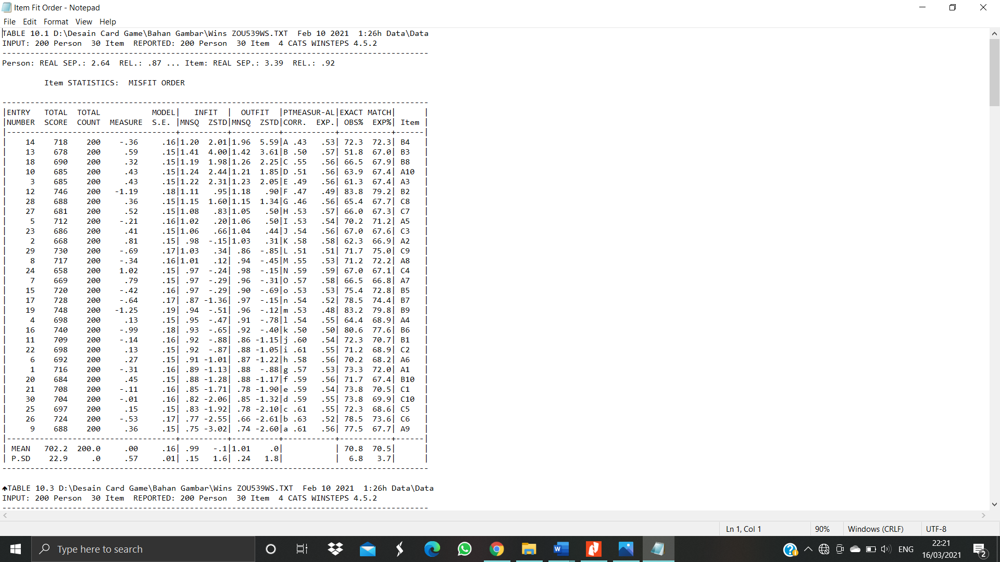 Item Fit Order - Notepad
File Edit Format View Help
TABLE 10.1 D:\Desain Card Game\Bahan Gambar\Wins ZOU539WS.TXT  Feb 10 2021  1:26h Data\Data
INPUT: 200 Person  30 Item  REPORTED: 200 Person  30 Item  4 CATS WINSTEPS 4.5.2
-------------------------------------------------------------------------------------------
Person: REAL SEP.: 2.64  REL.: .87 ... Item: REAL SEP.: 3.39  REL.: .92
         Item STATISTICS:  MISFIT ORDER
-------------------------------------------------------------------------------------------
|ENTRY   TOTAL  TOTAL           MODEL|   INFIT  |  OUTFIT  |PTMEASUR-AL|EXACT MATCH|      |
|NUMBER  SCORE  COUNT  MEASURE  S.E. |MNSQ  ZSTD|MNSQ  ZSTD|CORR.  EXP.| OBS%  EXP%| Item |
|------------------------------------+----------+----------+-----------+-----------+------|
|    14    718    200    -.36     .16|1.20  2.01|1.96  5.59|A .43   .53| 72.3  72.3| B4   |
|    13    678    200     .59     .15|1.41  4.00|1.42  3.61|B .50   .57| 51.8  67.0| B3   |
|    18    690    200     .32     .15|1.19  1.98|1.26  2.25|C .55   .56| 66.5  67.9| B8   |
|    10    685    200     .43     .15|1.24  2.44|1.21  1.85|D .51   .56| 63.9  67.4| A10  |
|     3    685    200     .43     .15|1.22  2.31|1.23  2.05|E .49   .56| 61.3  67.4| A3   |
|    12    746    200   -1.19     .18|1.11   .95|1.18   .90|F .47   .49| 83.8  79.2| B2   |
|    28    688    200     .36     .15|1.15  1.60|1.15  1.34|G .46   .56| 65.4  67.7| C8   |
|    27    681    200     .52     .15|1.08   .83|1.05   .50|H .53   .57| 66.0  67.3| C7   |
|     5    712    200    -.21     .16|1.02   .20|1.06   .50|I .53   .54| 70.2  71.2| A5   |
|    23    686    200     .41     .15|1.06   .66|1.04   .44|J .54   .56| 67.0  67.6| C3   |
|     2    668    200     .81     .15| .98  -.15|1.03   .31|K .58   .58| 62.3  66.9| A2   |
|    29    730    200    -.69     .17|1.03   .34| .86  -.85|L .51   .51| 71.7  75.0| C9   |
|     8    717    200    -.34     .16|1.01   .12| .94  -.45|M .55   .53| 71.2  72.2| A8   |
|    24    658    200    1.02     .15| .97  -.24| .98  -.15|N .59   .59| 67.0  67.1| C4   |
|     7    669    200     .79     .15| .97  -.29| .96  -.31|O .57   .58| 66.5  66.8| A7   |
|    15    720    200    -.42     .16| .97  -.29| .90  -.69|o .53   .53| 75.4  72.8| B5   |
|    17    728    200    -.64     .17| .87 -1.36| .97  -.15|n .54   .52| 78.5  74.4| B7   |
|    19    748    200   -1.25     .19| .94  -.51| .96  -.12|m .53   .48| 83.2  79.8| B9   |
|     4    698    200     .13     .15| .95  -.47| .91  -.78|l .54   .55| 64.4  68.9| A4   |
|    16    740    200    -.99     .18| .93  -.65| .92  -.40|k .50   .50| 80.6  77.6| B6   |
|    11    709    200    -.14     .16| .92  -.88| .86 -1.15|j .60   .54| 72.3  70.7| B1   |
|    22    698    200     .13     .15| .92  -.87| .88 -1.05|i .61   .55| 71.2  68.9| C2   |
|     6    692    200     .27     .15| .91 -1.01| .87 -1.22|h .58   .56| 70.2  68.2| A6   |
|     1    716    200    -.31     .16| .89 -1.13| .88  -.88|g .57   .53| 73.3  72.0| A1   |
|    20    684    200     .45     .15| .88 -1.28| .88 -1.17|f .59   .56| 71.7  67.4| B10  |
|    21    708    200    -.11     .16| .85 -1.71| .78 -1.90|e .59   .54| 73.8  70.5| C1   |
|    30    704    200    -.01     .16| .82 -2.06| .85 -1.32|d .59   .55| 73.8  69.9| C10  |
|    25    697    200     .15     .15| .83 -1.92| .78 -2.10|c .61   .55| 72.3  68.6| C5   |
|    26    724    200    -.53     .17| .77 -2.55| .66 -2.61|b .63   .52| 78.5  73.6| C6   |
|     9    688    200     .36     .15| .75 -3.02| .74 -2.60|a .61   .56| 77.5  67.7| A9   |
|------------------------------------+----------+----------+-----------+-----------+------|
| MEAN   702.2  200.0     .00     .16| .99   -.1|1.01    .0|           | 70.8  70.5|      |
| P.SD    22.9     .0     .57     .01| .15   1.6| .24   1.8|           |  6.8   3.7|      |
-------------------------------------------------------------------------------------------
TABLE 10.3 D:\Desain Card Game\Bahan Gambar\Wins ZOU539WS.TXT  Feb 10 2021  1:26h Data\Data
INPUT: 200 Person  30 Item  REPORTED: 200 Person  30 Item  4 CATS WINSTEPS 4.5.2
-------------------------------------------------------------------------------------------
Ln 1, Col 1 90% Windows (CRLF) UTF-8
Type here to search
ENG
22:21
16/03/2021
2